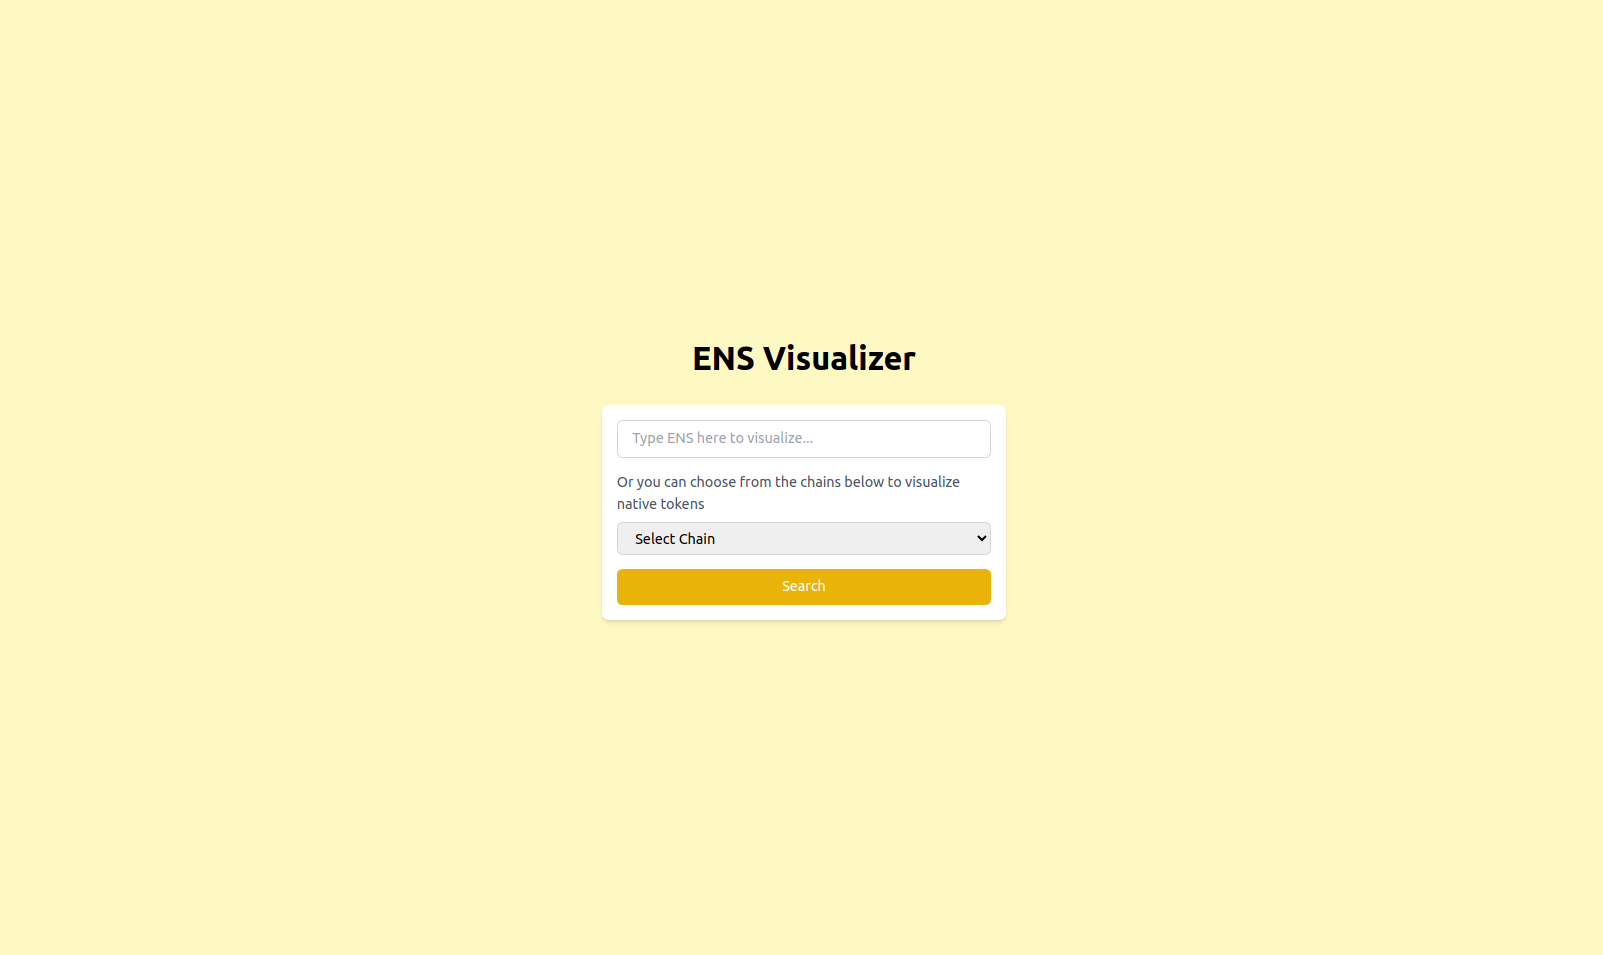 ENS Visualizer
Type ENS here to visualize...
Or you can choose from the chains below to visualize
native tokens
Select Chain
Search